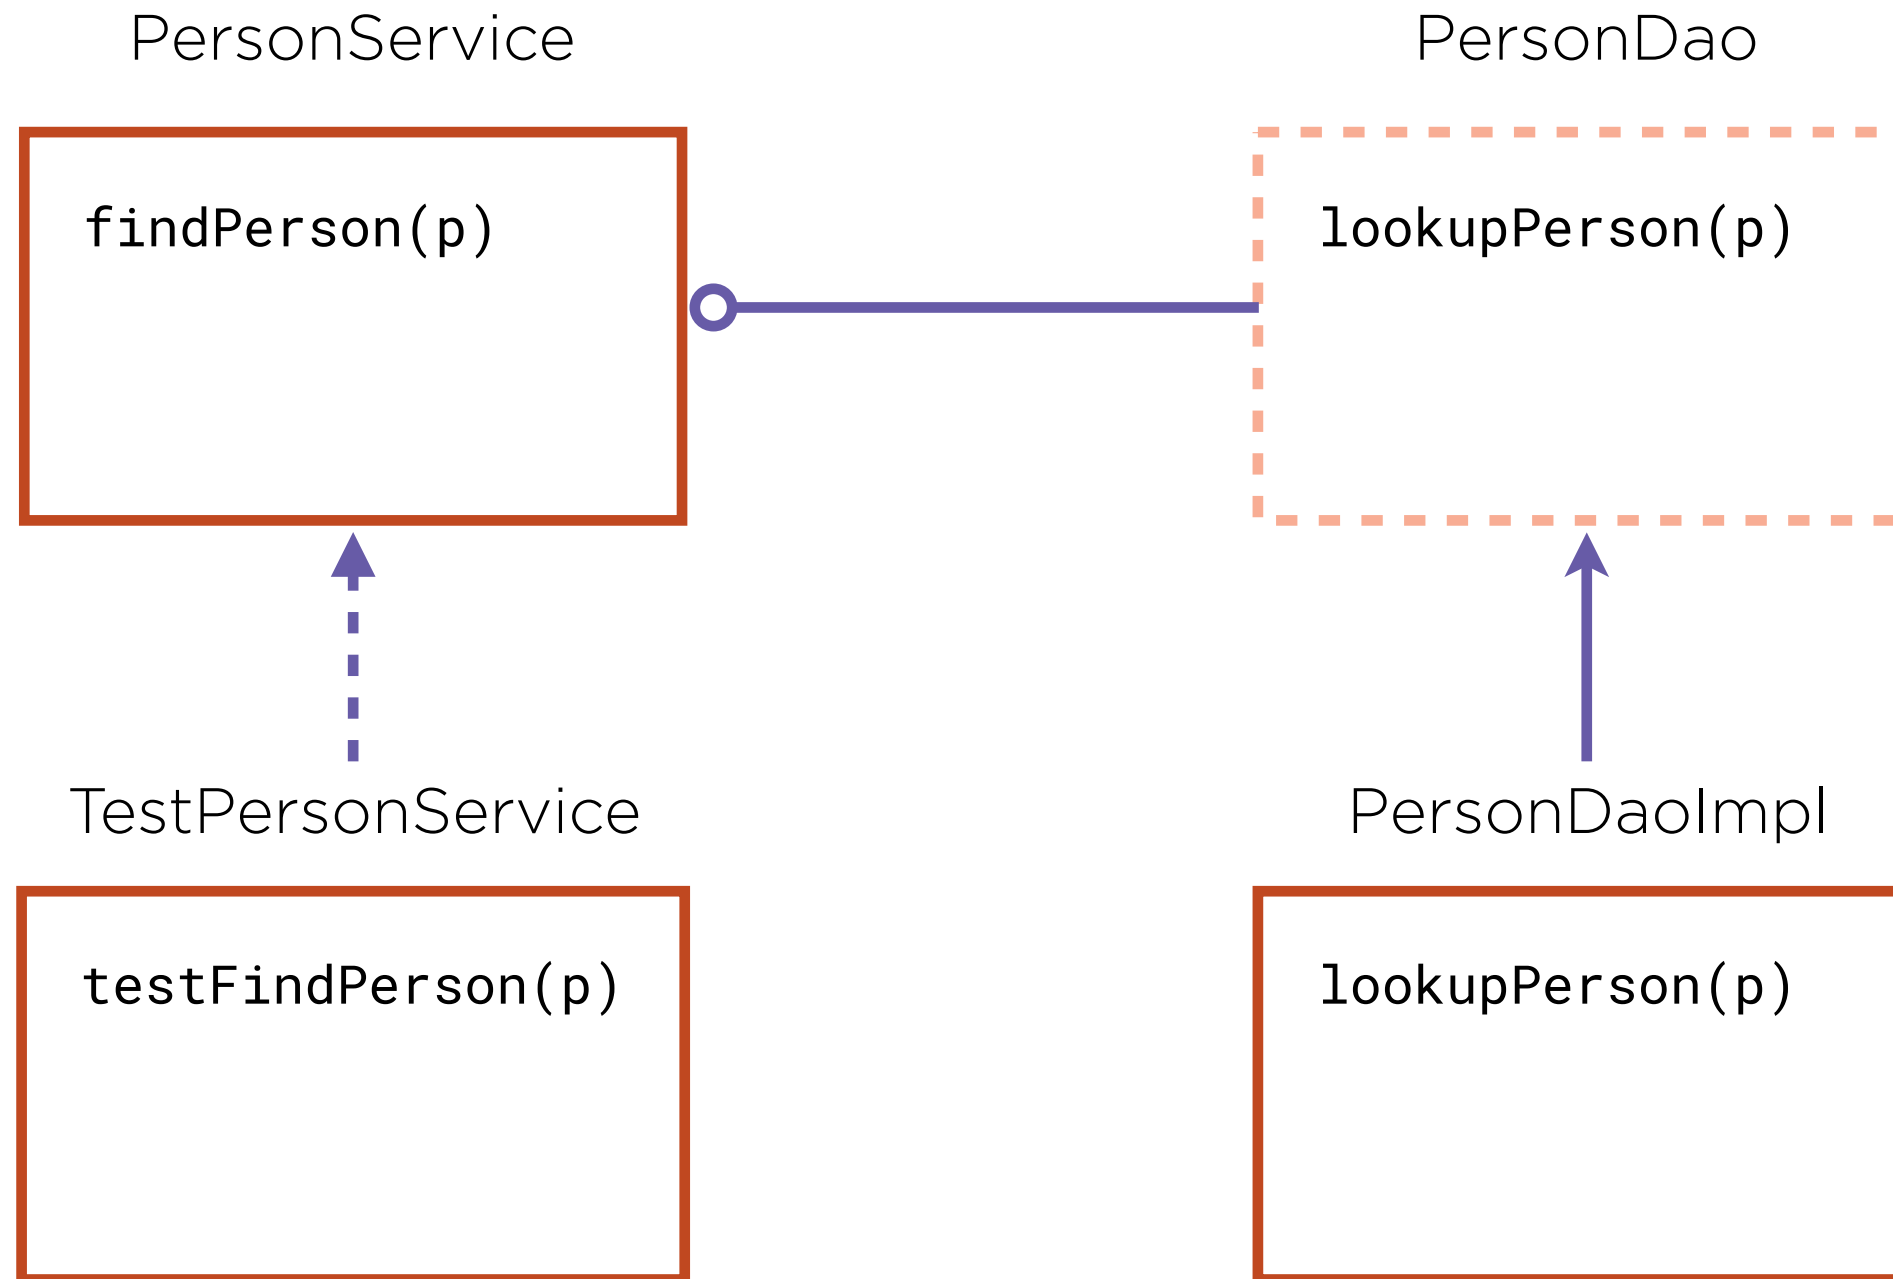 PersonService
PersonDao
findPerson(p)
lookupPerson(p)
TestPersonService
PersonDaoImpl
testFindPerson(p)
lookupPerson(p)